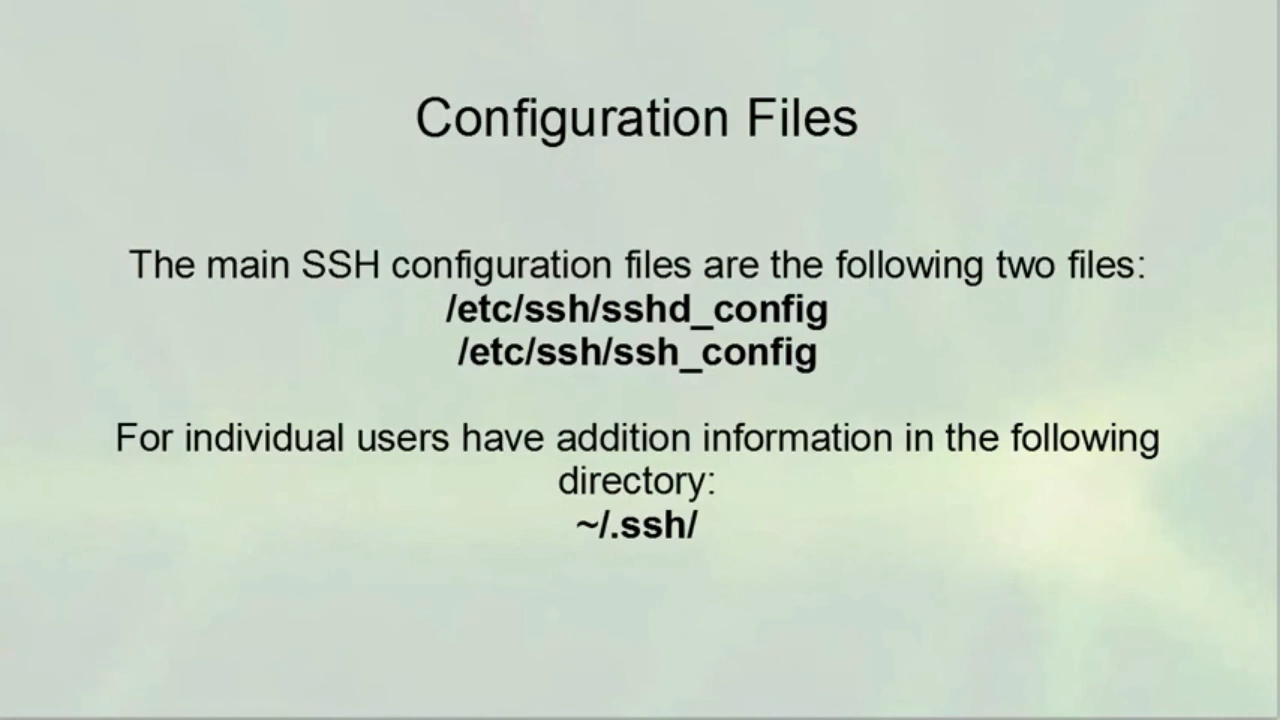 Configuration Files
The main SSH configuration files are the following two files:
/etc/ssh/sshd_config
/etc/ssh/ssh_config
For individual users have addition information in the following
directory:
~/.ssh/